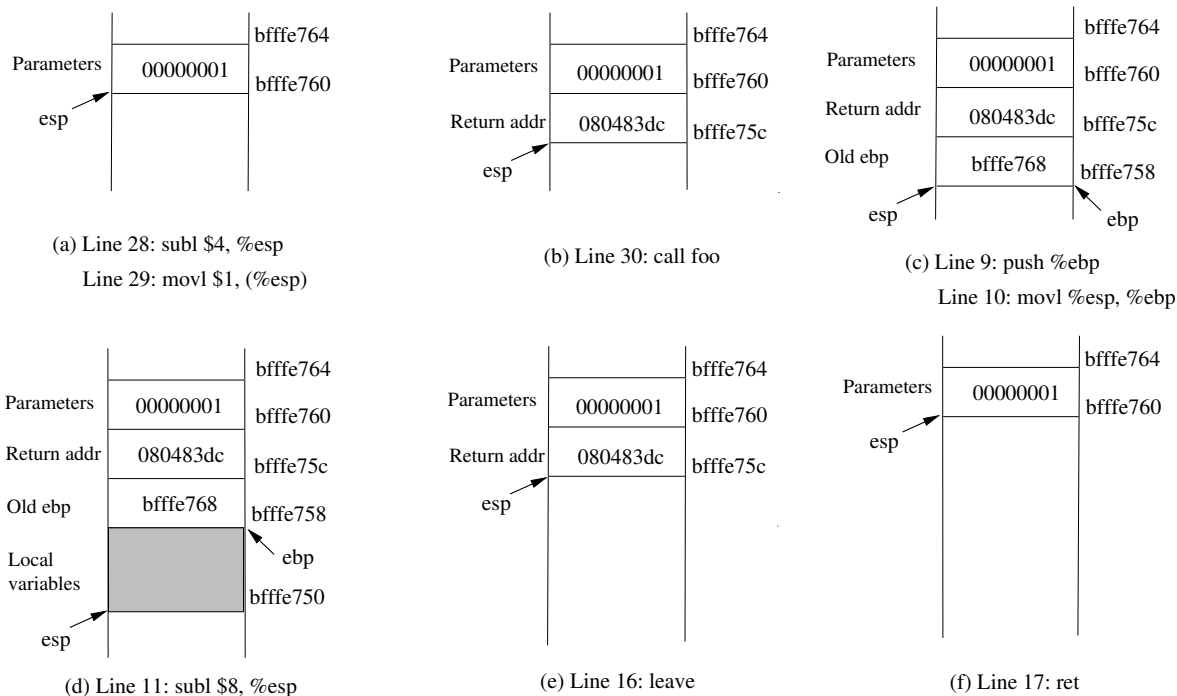 bfffe764
Parameters
00000001
bfffe760
esp
(a) Line 28: subl $4, %esp
Line 29: movl $1, (%esp)
bfffe764
Parameters
00000001
bfffe760
Return addr
080483dc
bfffe75c
esp
(b) Line 30: call foo
bfffe764
Parameters
00000001
bfffe760
Return addr
080483dc
bfffe75c
Old ebp
bfffe768
bfffe758
esp
ebp
(c) Line 9: push %ebp
Line 10: movl %esp, %ebp
bfffe764
Parameters
00000001
bfffe760
Return addr
080483dc
bfffe75c
Old ebp
bfffe768
bfffe758
ebp
Local
variables
bfffe750
esp
(d) Line 11: subl $8, %esp
bfffe764
Parameters
00000001
bfffe760
Return addr
080483dc
bfffe75c
esp
(e) Line 16: leave
bfffe764
Parameters
00000001
bfffe760
esp
(f) Line 17: ret